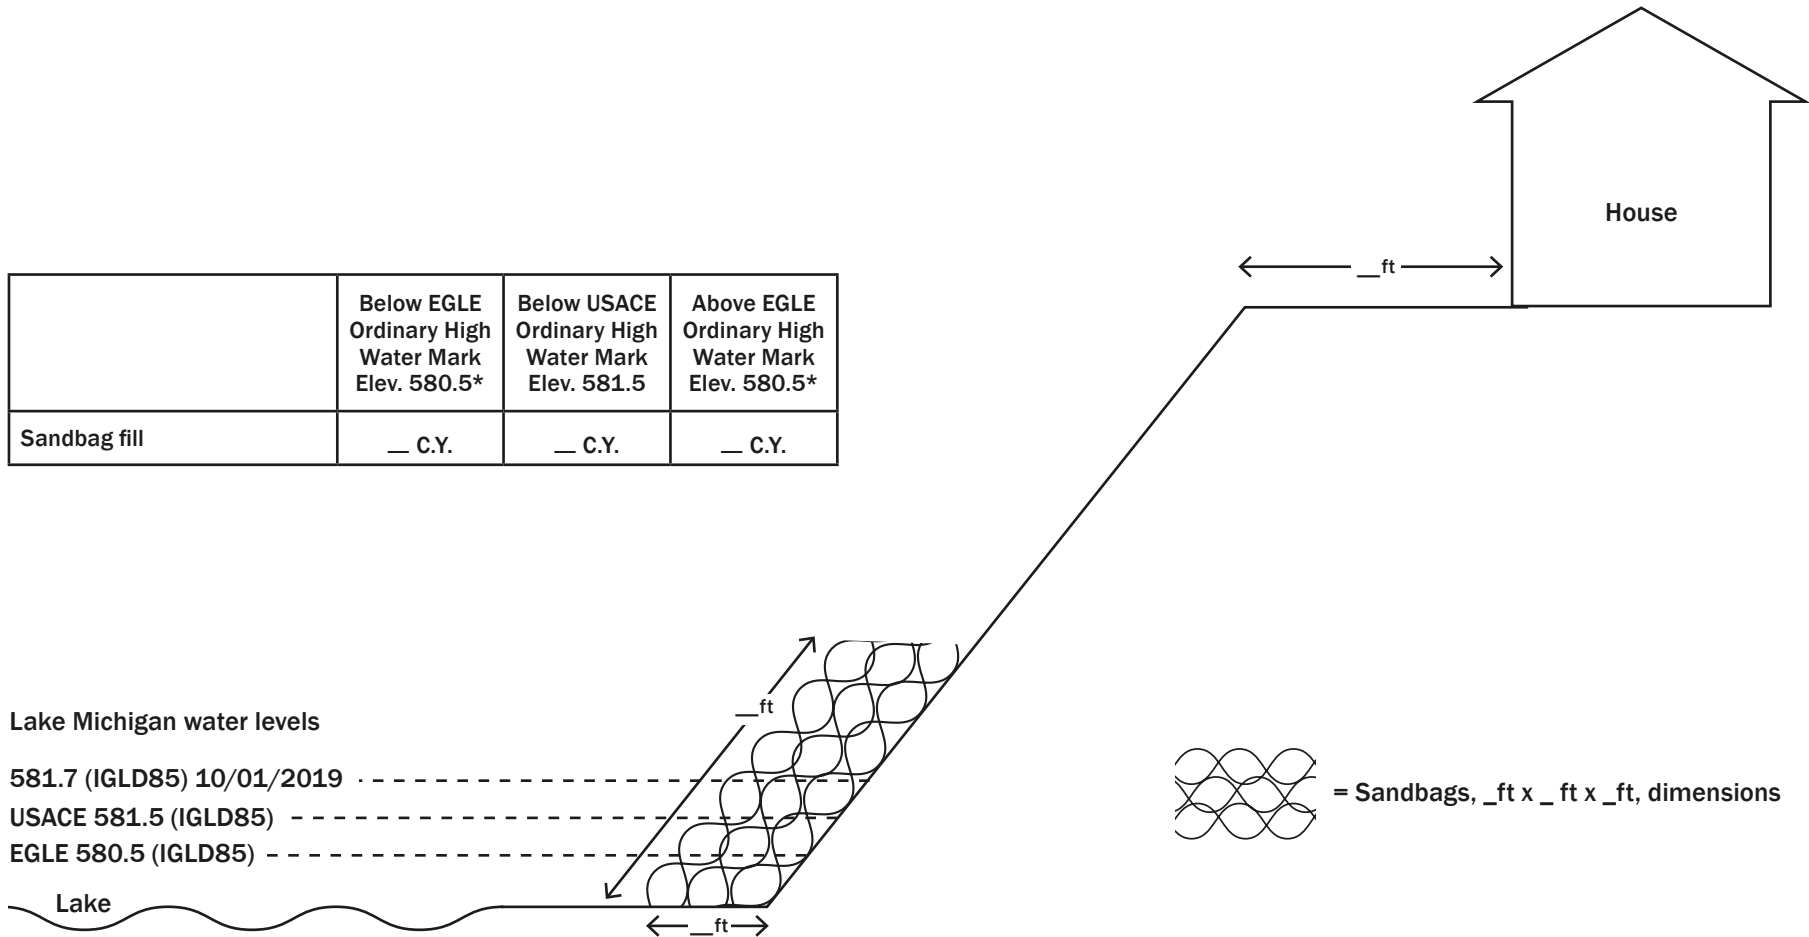 House
__ft
Below EGLE
Ordinary High
Water Mark
Elev. 580.5*
Below USACE
Ordinary High
Water Mark
Elev. 581.5
Above EGLE
Ordinary High
Water Mark
Elev. 580.5*
Sandbag fill
__ C.Y.
__ C.Y.
__ C.Y.
__ft
Lake Michigan water levels
581.7 (IGLD85) 10/01/2019
USACE 581.5 (IGLD85)
EGLE 580.5 (IGLD85)
Lake
__ft
= Sandbags, _ft x _ ft x _ft, dimensions